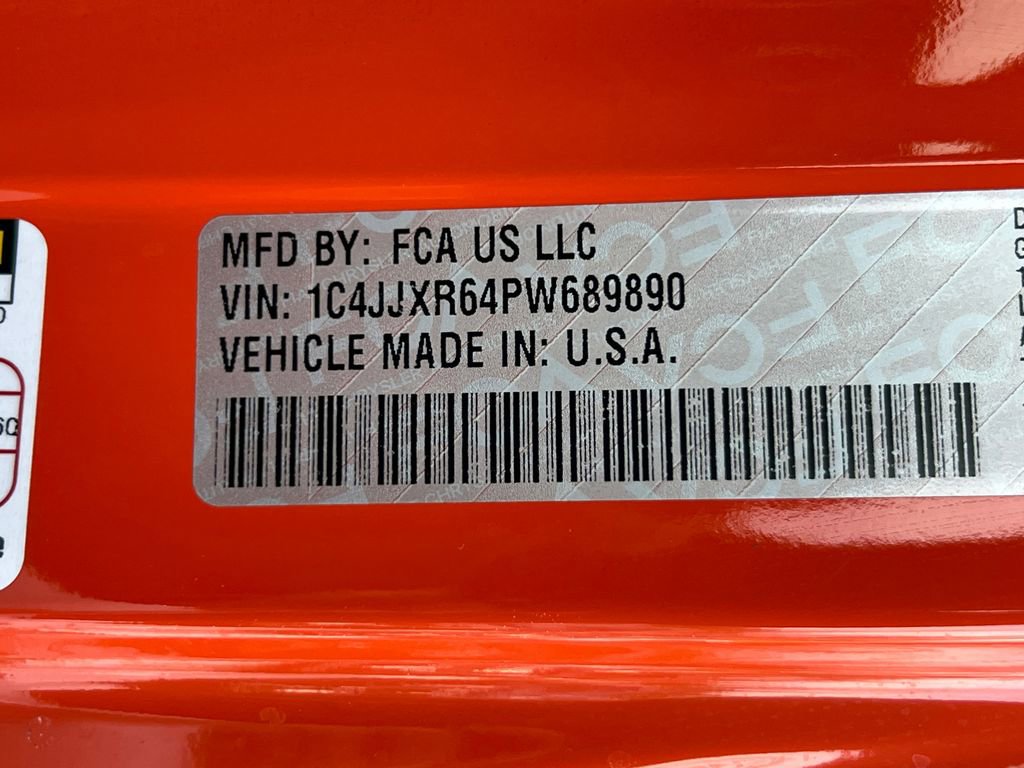 MFD BY: FCA US LLC
VIN: 1C4JJXR64PW689890
VEHICLE MADE IN: U.S.A.